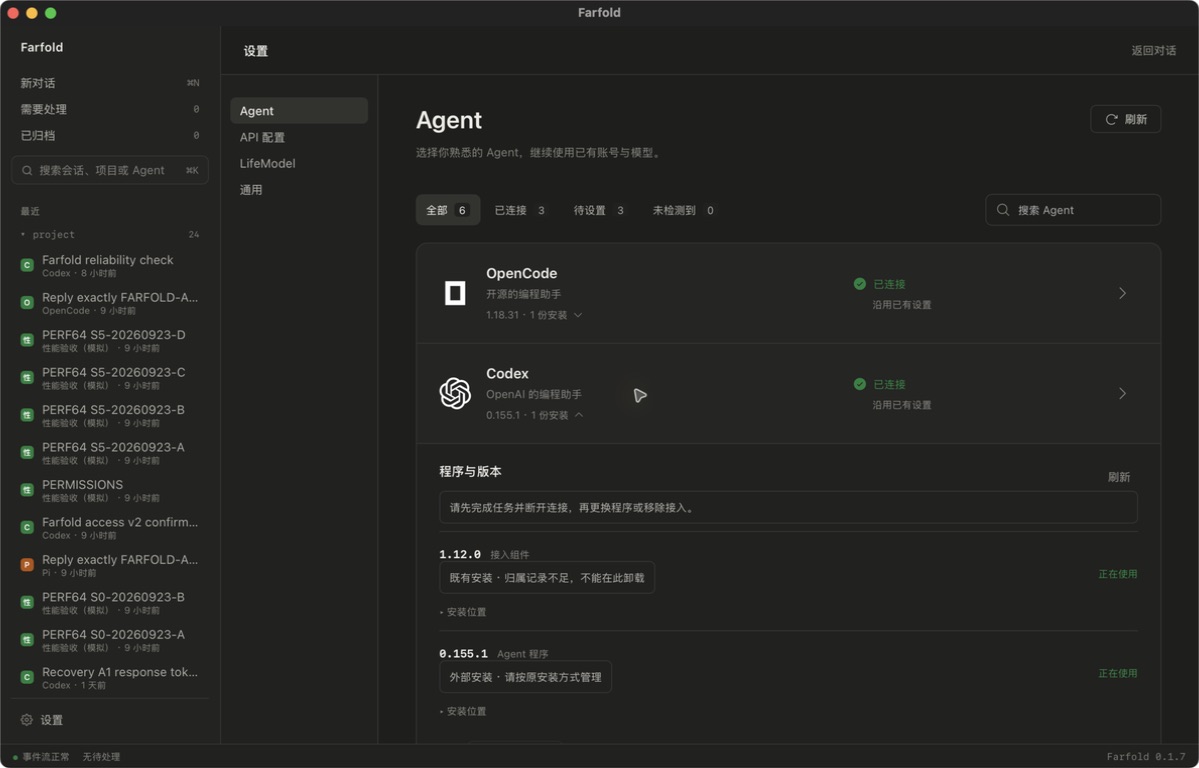 Farfold
Farfold
新对话 ⌘N
需要处理 0
已归档 0
搜索会话、项目或 Agent ⌘K
最近
project 24
C Farfold reliability check
Codex · 8 小时前
O Reply exactly FARFOLD-A...
OpenCode · 9 小时前
性 PERF64 S5-20260923-D
性能验收（模拟） · 9 小时前
性 PERF64 S5-20260923-C
性能验收（模拟） · 9 小时前
性 PERF64 S5-20260923-B
性能验收（模拟） · 9 小时前
性 PERF64 S5-20260923-A
性能验收（模拟） · 9 小时前
性 PERMISSIONS
性能验收（模拟） · 9 小时前
C Farfold access v2 confirm...
Codex · 9 小时前
P Reply exactly FARFOLD-A...
Pi · 9 小时前
性 PERF64 S0-20260923-B
性能验收（模拟） · 9 小时前
性 PERF64 S0-20260923-A
性能验收（模拟） · 9 小时前
C Recovery A1 response tok...
Codex · 1 天前
设置
设置 返回对话
Agent
API 配置
LifeModel
通用
Agent 刷新
选择你熟悉的 Agent，继续使用已有账号与模型。
全部 6 已连接 3 待设置 3 未检测到 0 搜索 Agent
OpenCode
开源的编程助手
1.18.31 · 1 份安装
已连接
沿用已有设置
Codex
OpenAI 的编程助手
0.155.1 · 1 份安装
已连接
沿用已有设置
程序与版本 刷新
请先完成任务并断开连接，再更换程序或移除接入。
1.12.0 接入组件
既有安装 · 归属记录不足，不能在此卸载
正在使用
安装位置
0.155.1 Agent 程序
外部安装 · 请按原安装方式管理
正在使用
安装位置
事件流正常 无待处理 Farfold 0.1.7